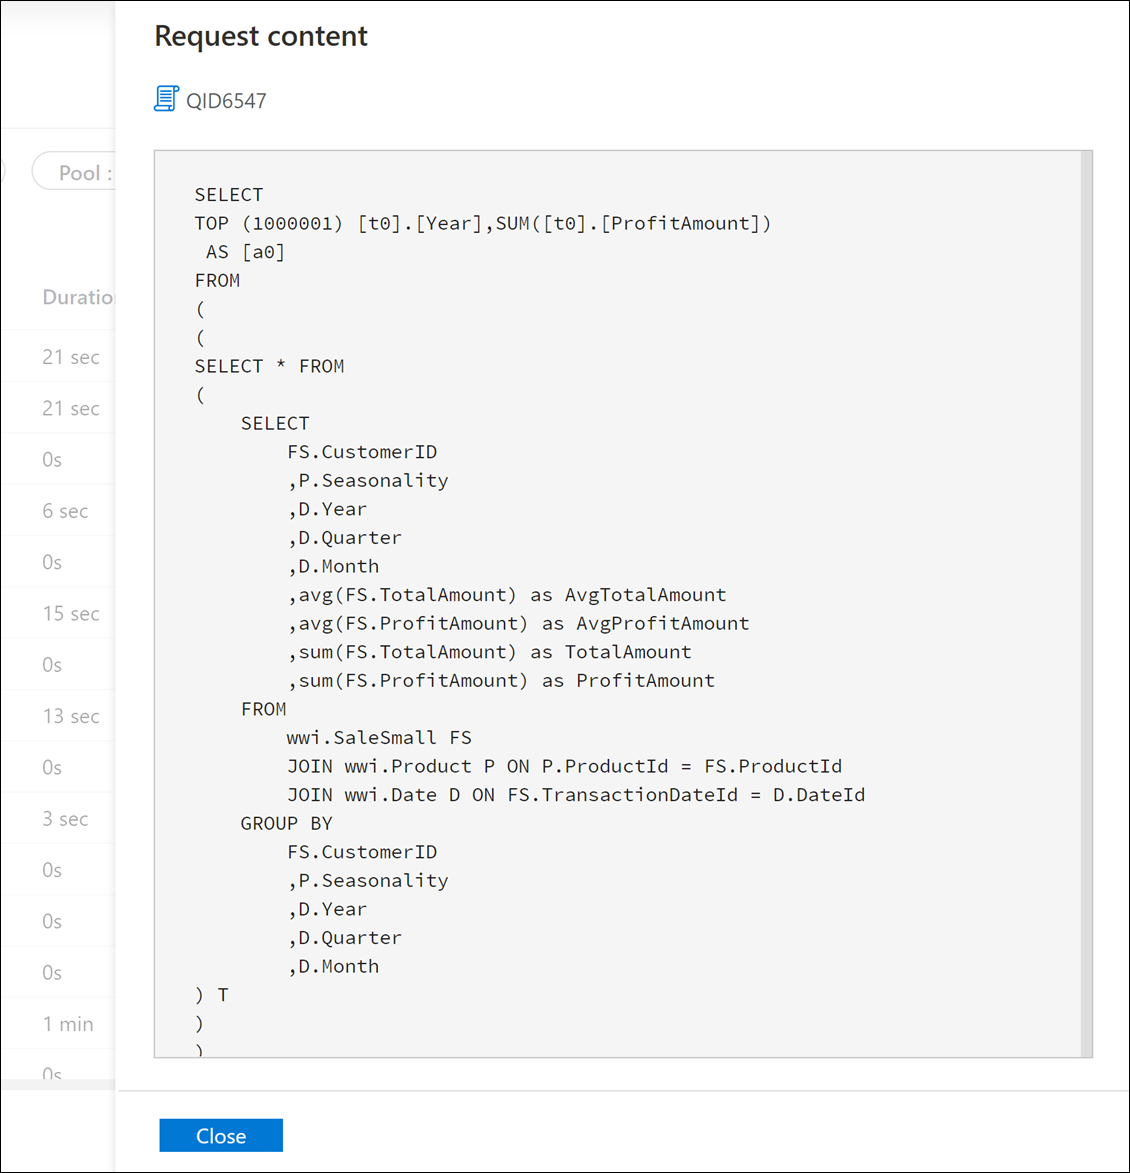 Request content
QID6547
Pool :
SELECT
TOP (1000001) [t0].[Year],SUM([t0].[ProfitAmount])
AS [a0]
FROM
(
(
SELECT * FROM
(
SELECT
FS.CustomerID
,P.Seasonality
,D.Year
,D.Quarter
,D.Month
,avg(FS.TotalAmount) as AvgTotalAmount
,avg(FS.ProfitAmount) as AvgProfitAmount
,sum(FS.TotalAmount) as TotalAmount
,sum(FS.ProfitAmount) as ProfitAmount
FROM
wwi.SaleSmall FS
JOIN wwi.Product P ON P.ProductId = FS.ProductId
JOIN wwi.Date D ON FS.TransactionDateId = D.DateId
GROUP BY
FS.CustomerID
,P.Seasonality
,D.Year
,D.Quarter
,D.Month
) T
)
)
Duratio
21 sec
21 sec
0s
6 sec
0s
15 sec
0s
13 sec
0s
3 sec
0s
0s
0s
1 min
0s
Close